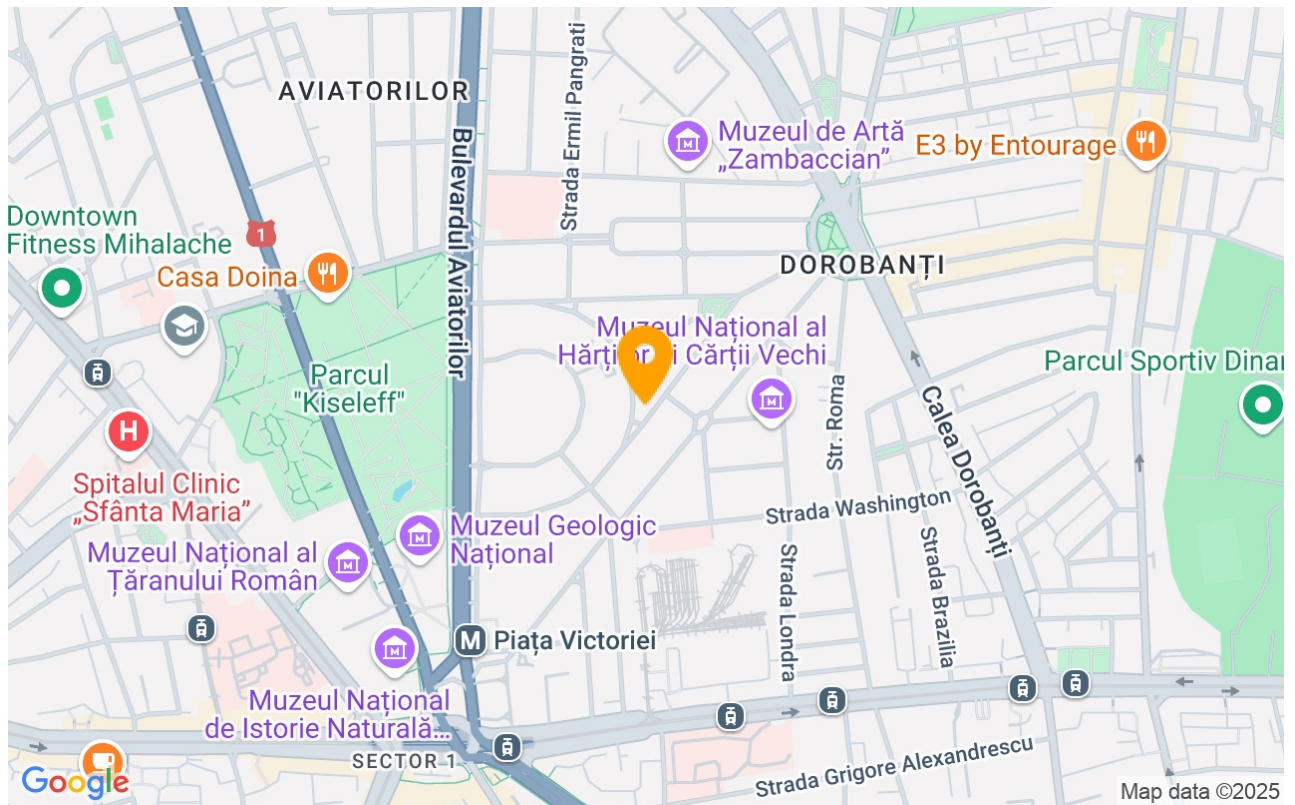 AVIATORILOR
Strada Ermil Pangrati
Bulevardul Aviatorilor
Muzeul de Artă
„Zambaccian”
E3 by Entourage
Downtown
Fitness Mihalache
1
Casa Doina
DOROBANȚI
Muzeul Național al
Cărții Vechi
Parcul
"Kiseleff"
Parcul Sportiv Dinar
Str. Roma
Calea Dorobanți
H
Spitalul Clinic
„Sfânta Maria”
Strada Washington
Muzeul Geologic
Național
Muzeul Național al
Țăranului Român
Strada Londra
Strada Brazilia
M Piața Victoriei
Muzeul Național
de Istorie Naturală...
SECTOR 1
Strada Grigore Alexandrescu
Google
Map data ©2025